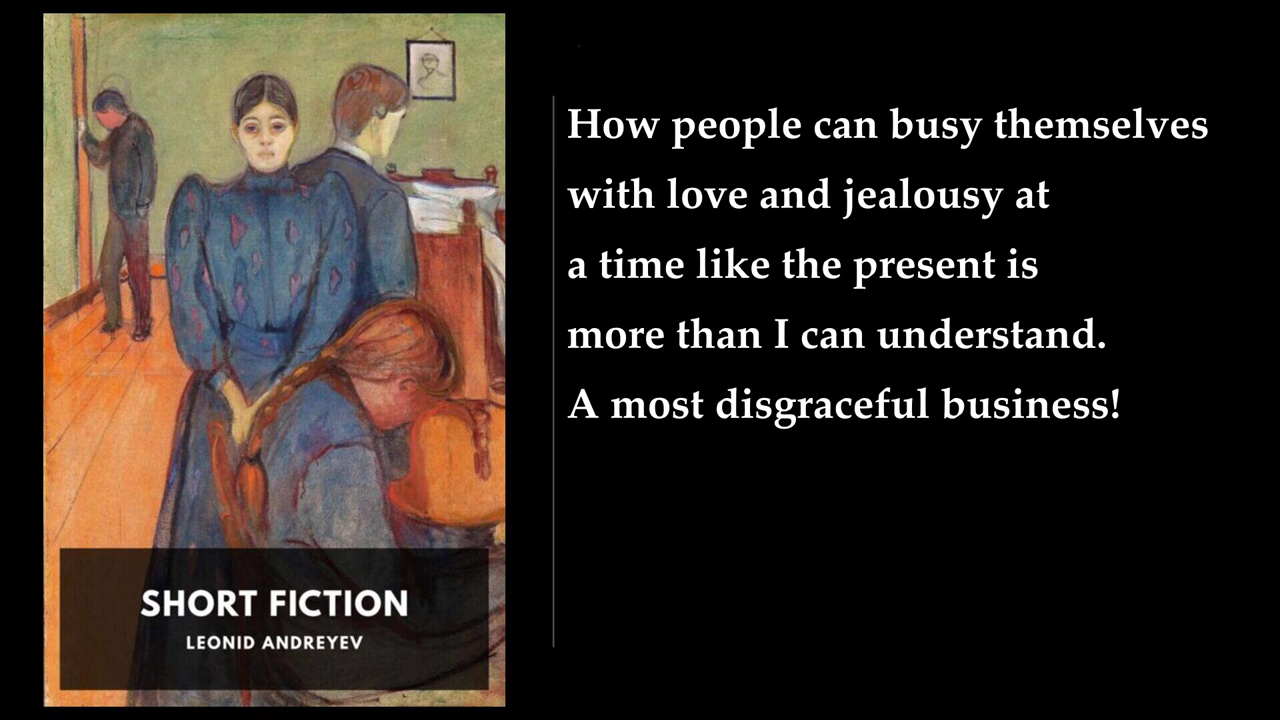 SHORT FICTION
LEONID ANDREYEV
How people can busy themselves
with love and jealousy at
a time like the present is
more than I can understand.
A most disgraceful business!